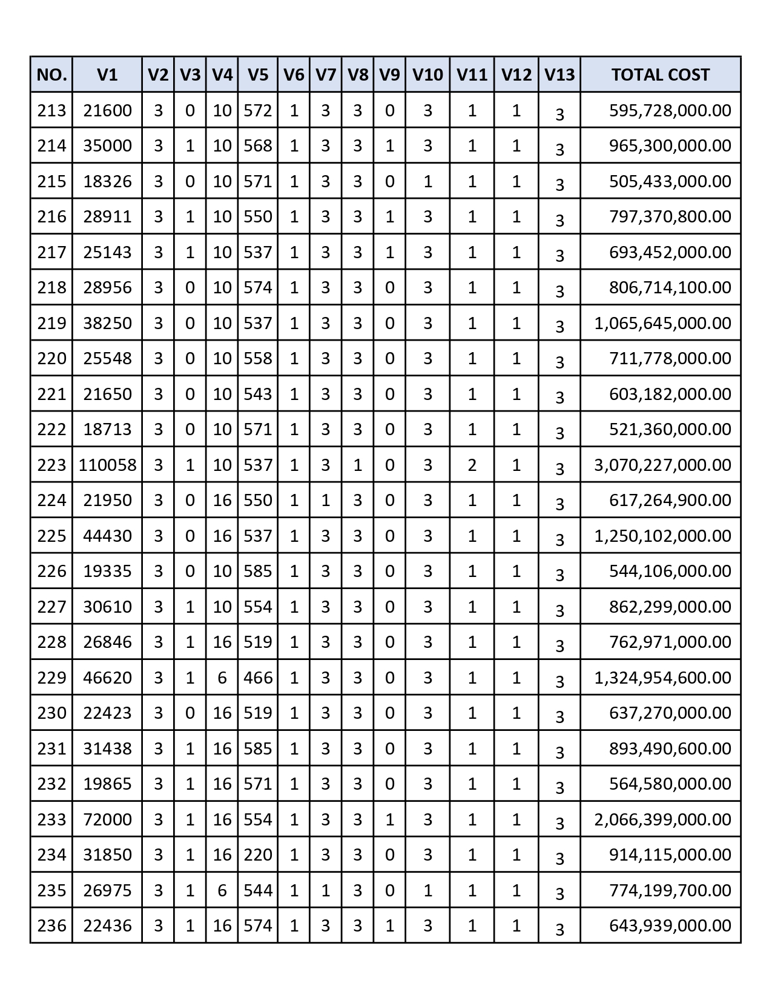 NO. V1 V2 V3 V4 V5 V6 V7 V8 V9 V10 V11 V12 V13 TOTAL COST
213 21600 3 0 10 572 1 3 3 0 3 1 1 3 595,728,000.00
214 35000 3 1 10 568 1 3 3 1 3 1 1 3 965,300,000.00
215 18326 3 0 10 571 1 3 3 0 1 1 1 3 505,433,000.00
216 28911 3 1 10 550 1 3 3 1 3 1 1 3 797,370,800.00
217 25143 3 1 10 537 1 3 3 1 3 1 1 3 693,452,000.00
218 28956 3 0 10 574 1 3 3 0 3 1 1 3 806,714,100.00
219 38250 3 0 10 537 1 3 3 0 3 1 1 3 1,065,645,000.00
220 25548 3 0 10 558 1 3 3 0 3 1 1 3 711,778,000.00
221 21650 3 0 10 543 1 3 3 0 3 1 1 3 603,182,000.00
222 18713 3 0 10 571 1 3 3 0 3 1 1 3 521,360,000.00
223 110058 3 1 10 537 1 3 1 0 3 2 1 3 3,070,227,000.00
224 21950 3 0 16 550 1 1 3 0 3 1 1 3 617,264,900.00
225 44430 3 0 16 537 1 3 3 0 3 1 1 3 1,250,102,000.00
226 19335 3 0 10 585 1 3 3 0 3 1 1 3 544,106,000.00
227 30610 3 1 10 554 1 3 3 0 3 1 1 3 862,299,000.00
228 26846 3 1 16 519 1 3 3 0 3 1 1 3 762,971,000.00
229 46620 3 1 6 466 1 3 3 0 3 1 1 3 1,324,954,600.00
230 22423 3 0 16 519 1 3 3 0 3 1 1 3 637,270,000.00
231 31438 3 1 16 585 1 3 3 0 3 1 1 3 893,490,600.00
232 19865 3 1 16 571 1 3 3 0 3 1 1 3 564,580,000.00
233 72000 3 1 16 554 1 3 3 1 3 1 1 3 2,066,399,000.00
234 31850 3 1 16 220 1 3 3 0 3 1 1 3 914,115,000.00
235 26975 3 1 6 544 1 1 3 0 1 1 1 3 774,199,700.00
236 22436 3 1 16 574 1 3 3 1 3 1 1 3 643,939,000.00